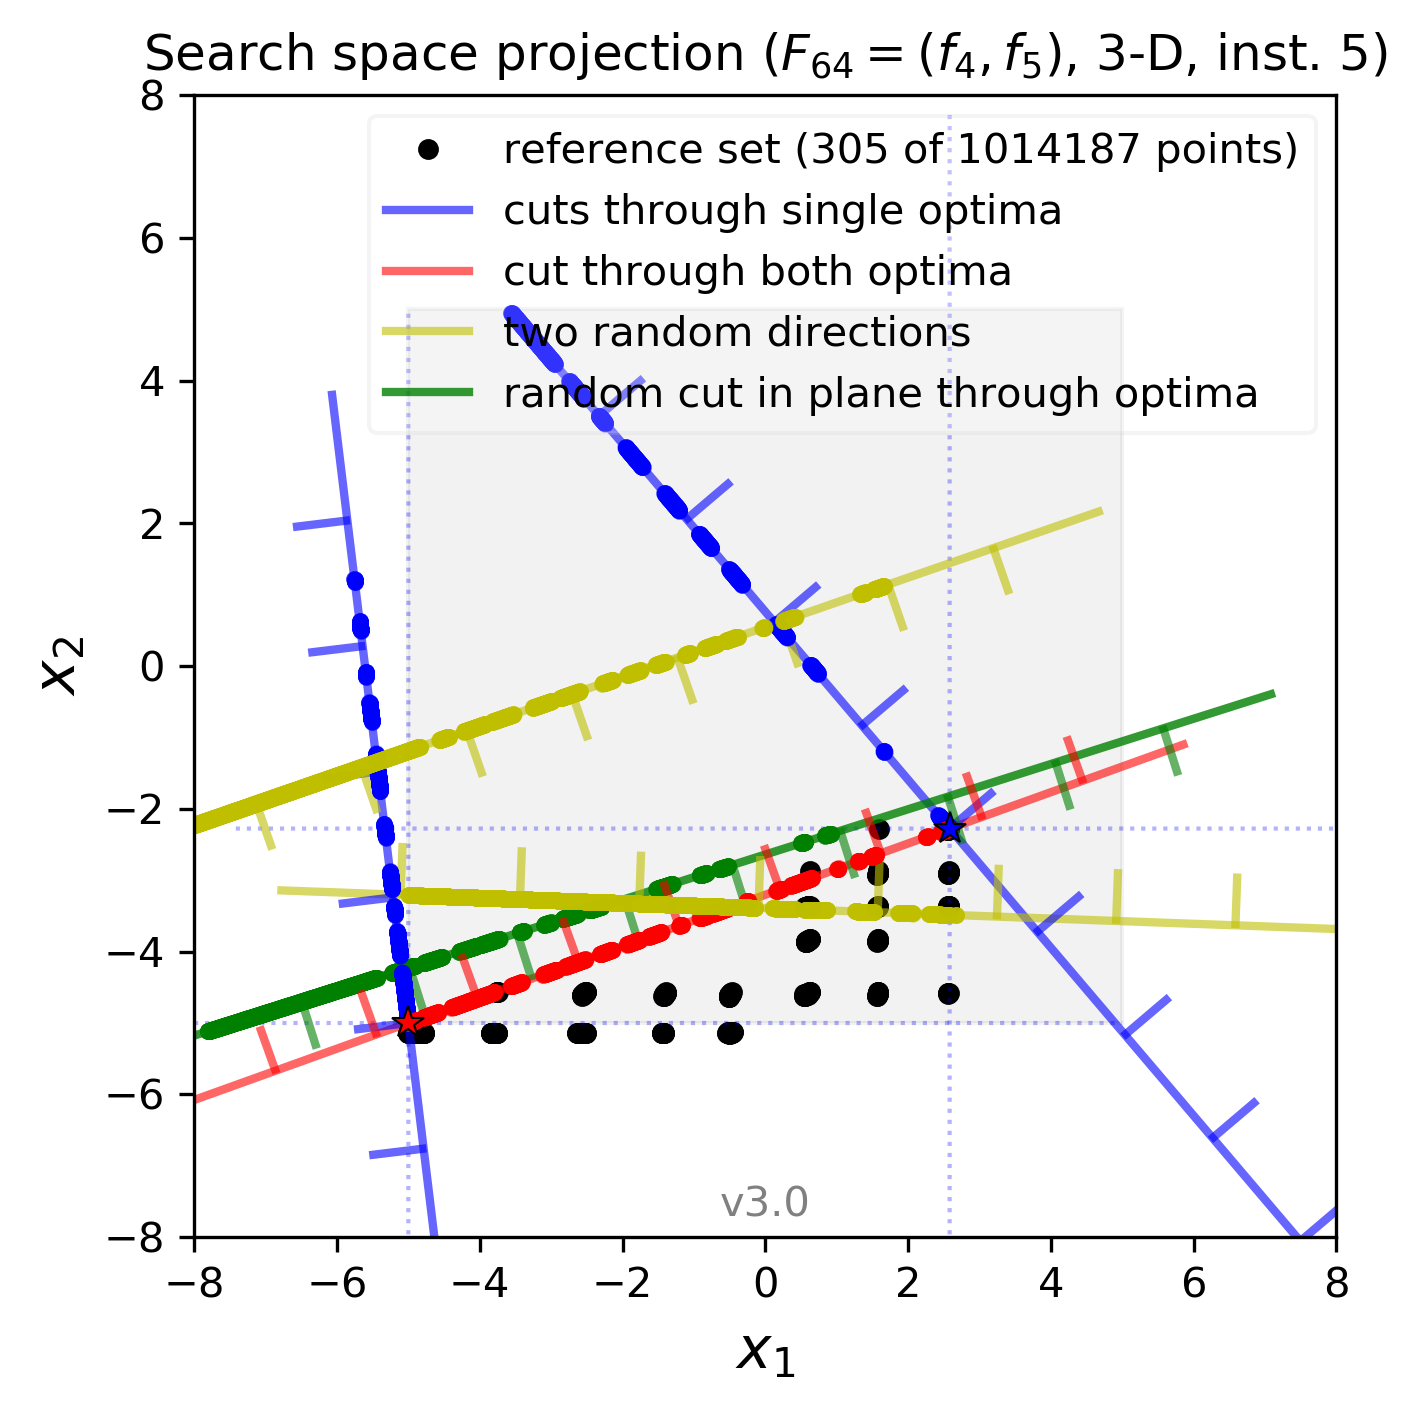 Search space projection (F₆₄ = (f₄, f₅), 3-D, inst. 5)
reference set (305 of 1014187 points)
cuts through single optima
cut through both optima
two random directions
random cut in plane through optima
8
6
4
2
0
−2
−4
−6
−8
x₂
v3.0
−8 −6 −4 −2 0 2 4 6 8
x₁